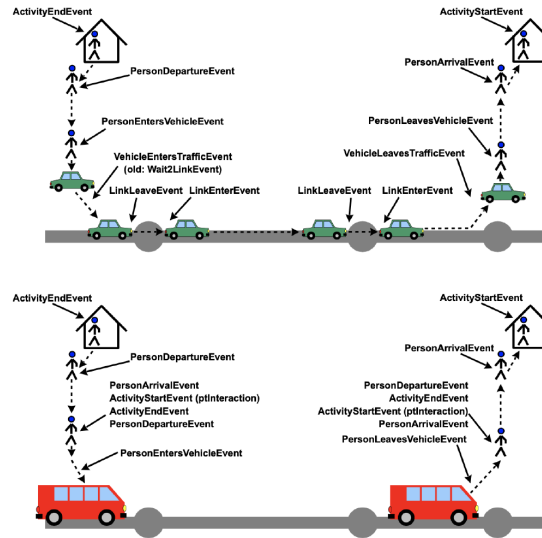 ActivityEndEvent
ActivityStartEvent
PersonDepartureEvent
PersonArrivalEvent
PersonEntersVehicleEvent
PersonLeavesVehicleEvent
VehicleEntersTrafficEvent
(old: Wait2LinkEvent)
VehicleLeavesTrafficEvent
LinkLeaveEvent
LinkEnterEvent
LinkLeaveEvent
LinkEnterEvent
ActivityEndEvent
ActivityStartEvent
PersonDepartureEvent
PersonArrivalEvent
PersonArrivalEvent
ActivityStartEvent (ptInteraction)
ActivityEndEvent
PersonDepartureEvent
PersonEntersVehicleEvent
PersonDepartureEvent
ActivityEndEvent
ActivityStartEvent (ptInteraction)
PersonArrivalEvent
PersonLeavesVehicleEvent